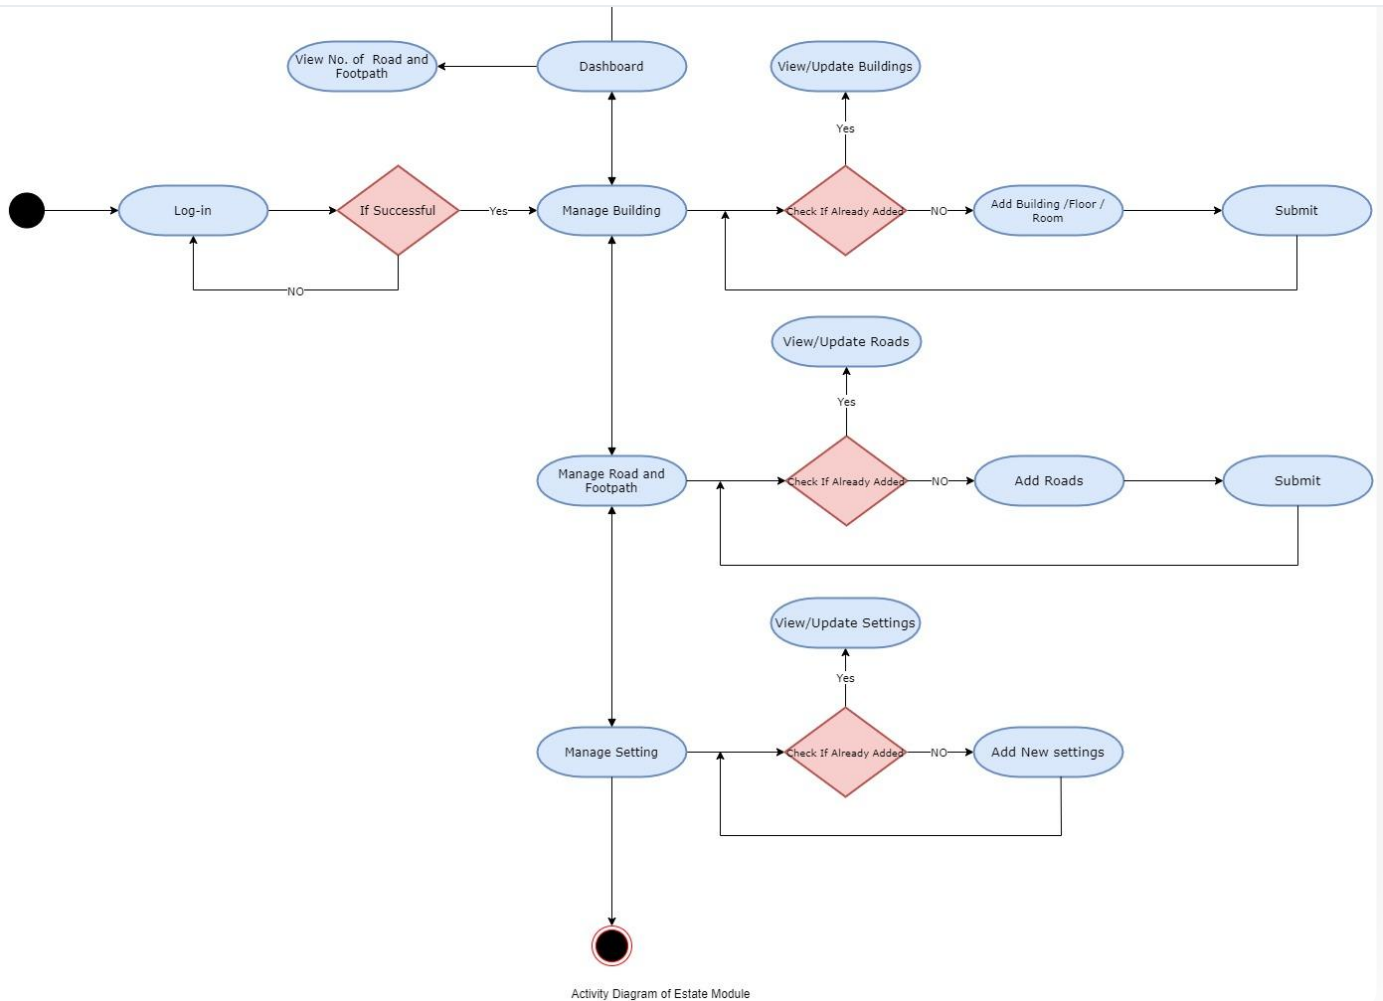 View No. of Road and
Footpath
Dashboard
View/Update Buildings
Yes
Log-in
If Successful
Yes
Manage Building
Check If Already Added
NO
Add Building /Floor /
Room
Submit
NO
View/Update Roads
Yes
Manage Road and
Footpath
Check If Already Added
NO
Add Roads
Submit
View/Update Settings
Yes
Manage Setting
Check If Already Added
NO
Add New settings
Activity Diagram of Estate Module